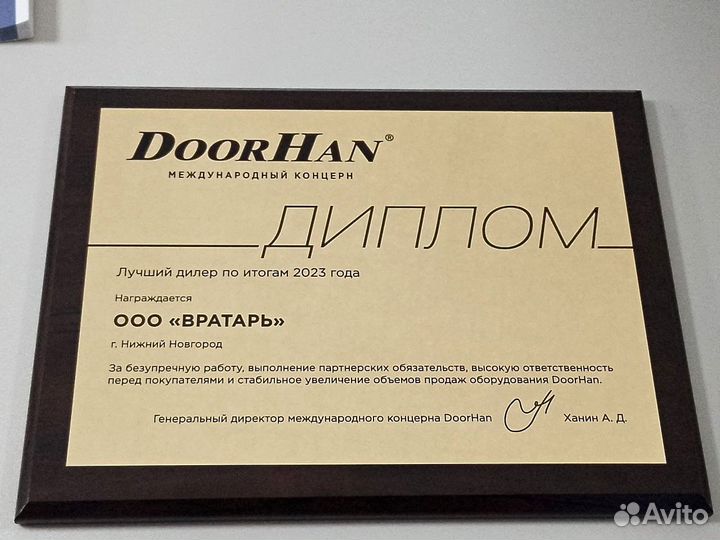 DOORHAN®
МЕЖДУНАРОДНЫЙ КОНЦЕРН
ДИПЛОМ
Лучший дилер по итогам 2023 года
Награждается
ООО «ВРАТАРЬ»
г. Нижний Новгород
За безупречную работу, выполнение партнерских обязательств, высокую ответственность
перед покупателями и стабильное увеличение объемов продаж оборудования DoorHan.
Генеральный директор международного концерна DoorHan Ханин А. Д.
Avito